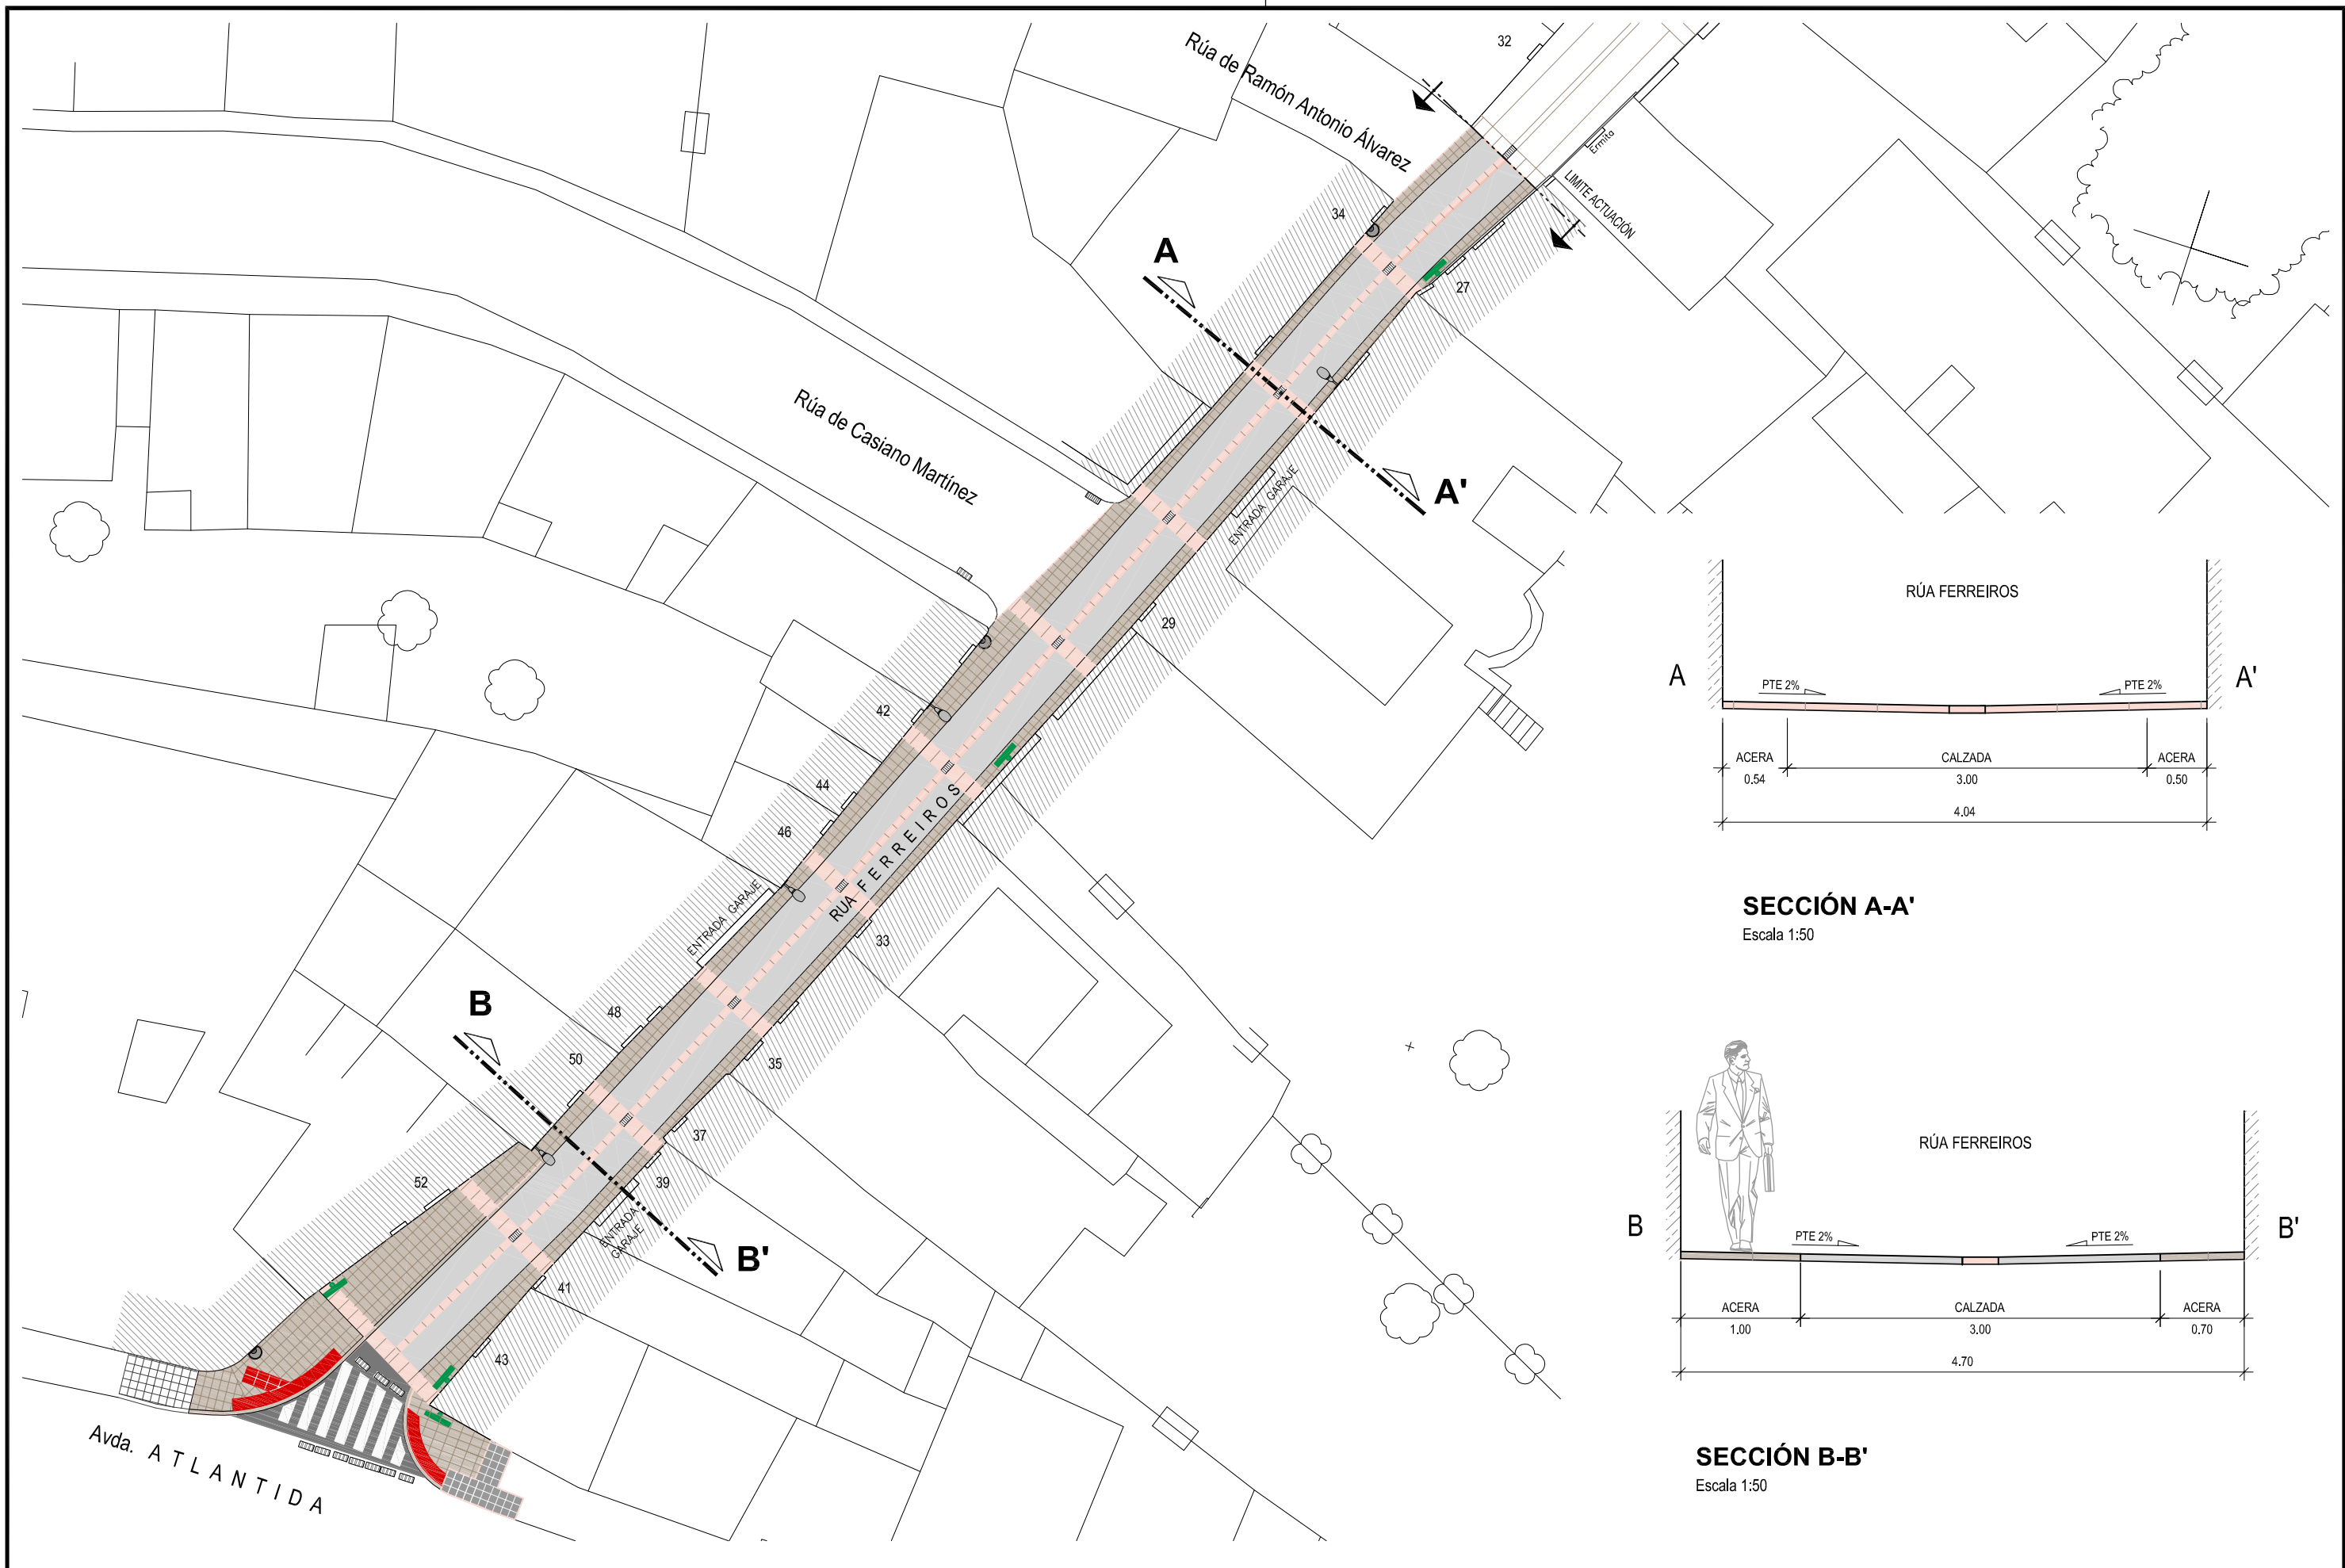 32
Rúa de Ramón Antonio Álvarez
Ermita
LIMITE ACTUACIÓN
34
27
A
A'
Rúa de Casiano Martínez
ENTRADA GARAJE
29
42
44
46
RUA FERREIROS
ENTRADA GARAJE
33
48
50
35
37
B
B'
39
ENTRADA
GARAJE
52
41
43
Avda. ATLANTIDA
RÚA FERREIROS
A
A'
PTE 2%
PTE 2%
ACERA
CALZADA
ACERA
0.54
3.00
0.50
4.04
SECCIÓN A-A'
Escala 1:50
RÚA FERREIROS
B
B'
PTE 2%
PTE 2%
ACERA
CALZADA
ACERA
1.00
3.00
0.70
4.70
SECCIÓN B-B'
Escala 1:50